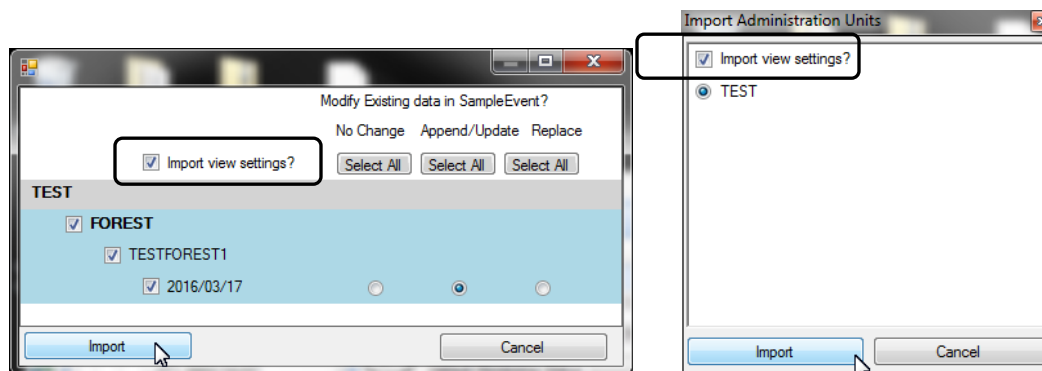 Modify Existing data in SampleEvent?
No Change Append/Update Replace
Import view settings? Select All Select All Select All
TEST
FOREST
TESTFOREST1
2016/03/17
Import Cancel
Import Administration Units
Import view settings?
TEST
Import Cancel